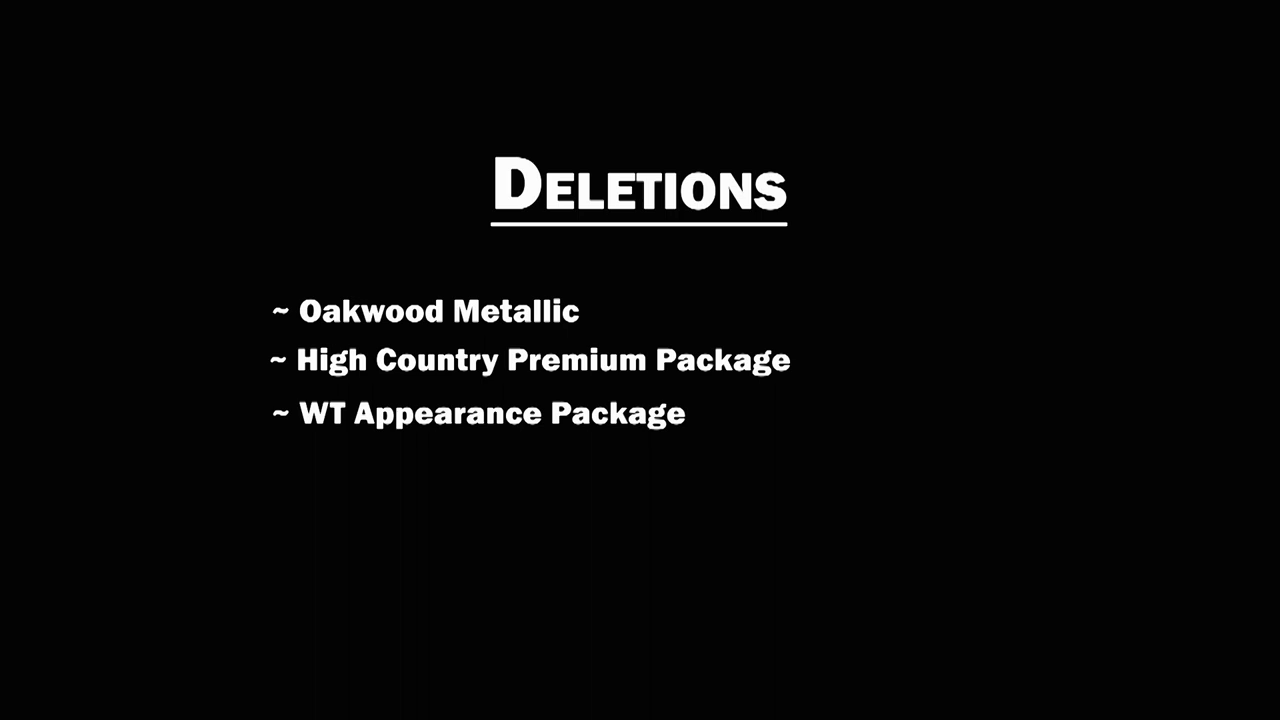 Deletions
~ Oakwood Metallic
~ High Country Premium Package
~ WT Appearance Package